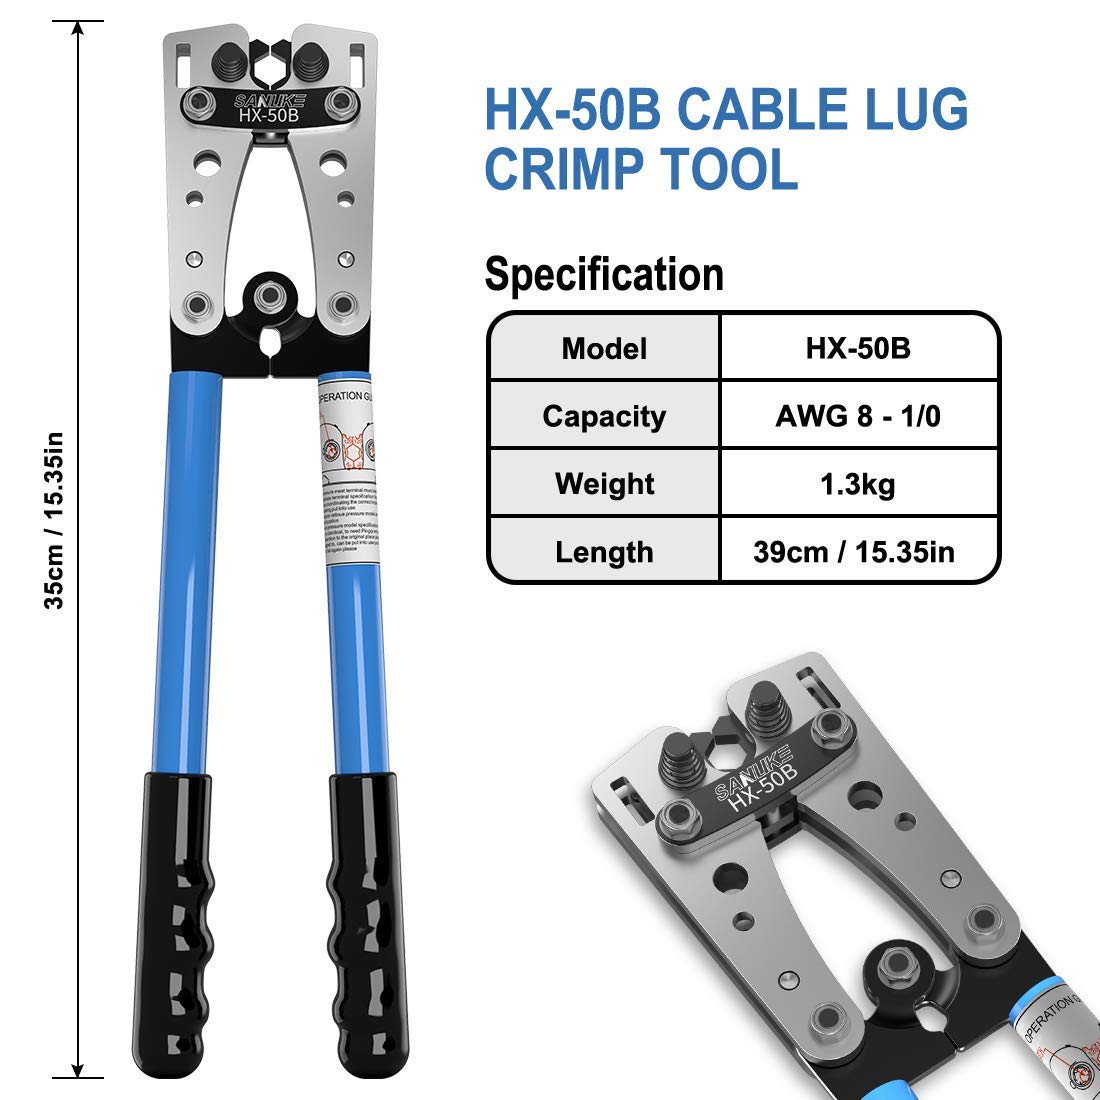 HX-50B CABLE LUG
CRIMP TOOL
Specification
Model HX-50B
Capacity AWG 8 - 1/0
Weight 1.3kg
Length 39cm / 15.35in
35cm / 15.35in
SANUKE
HX-50B
PERATION GU
SANUKE
HX-50B
OPERATION G